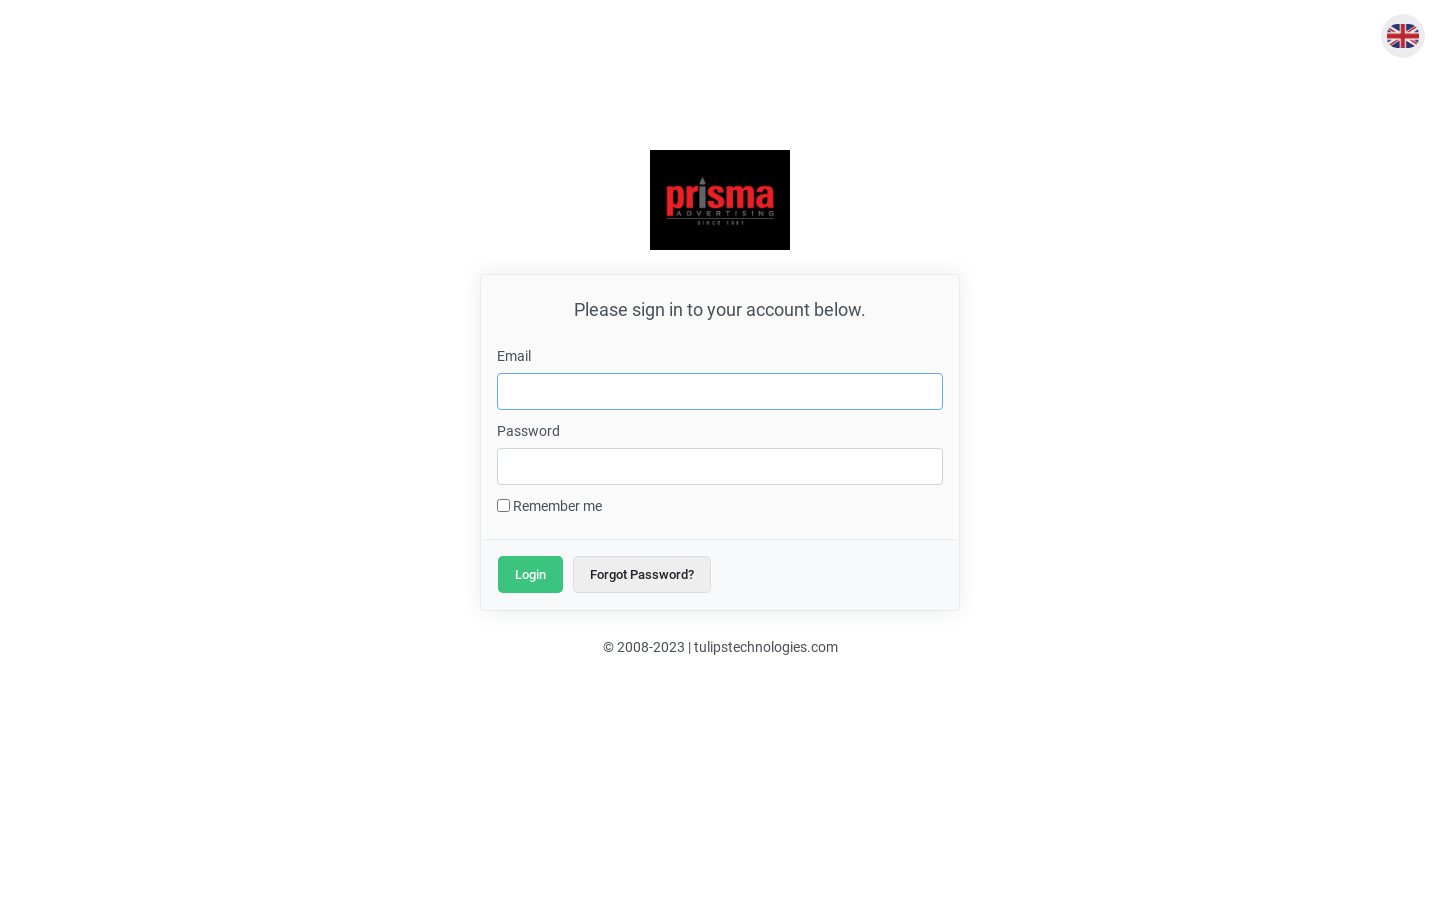 prisma
ADVERTISING
SINCE 1991
Please sign in to your account below.
Email
Password
Remember me
Login
Forgot Password?
© 2008-2023 | tulipstechnologies.com